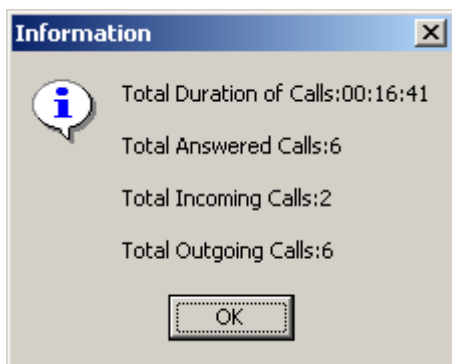 Information
Total Duration of Calls:00:16:41
Total Answered Calls:6
Total Incoming Calls:2
Total Outgoing Calls:6
OK